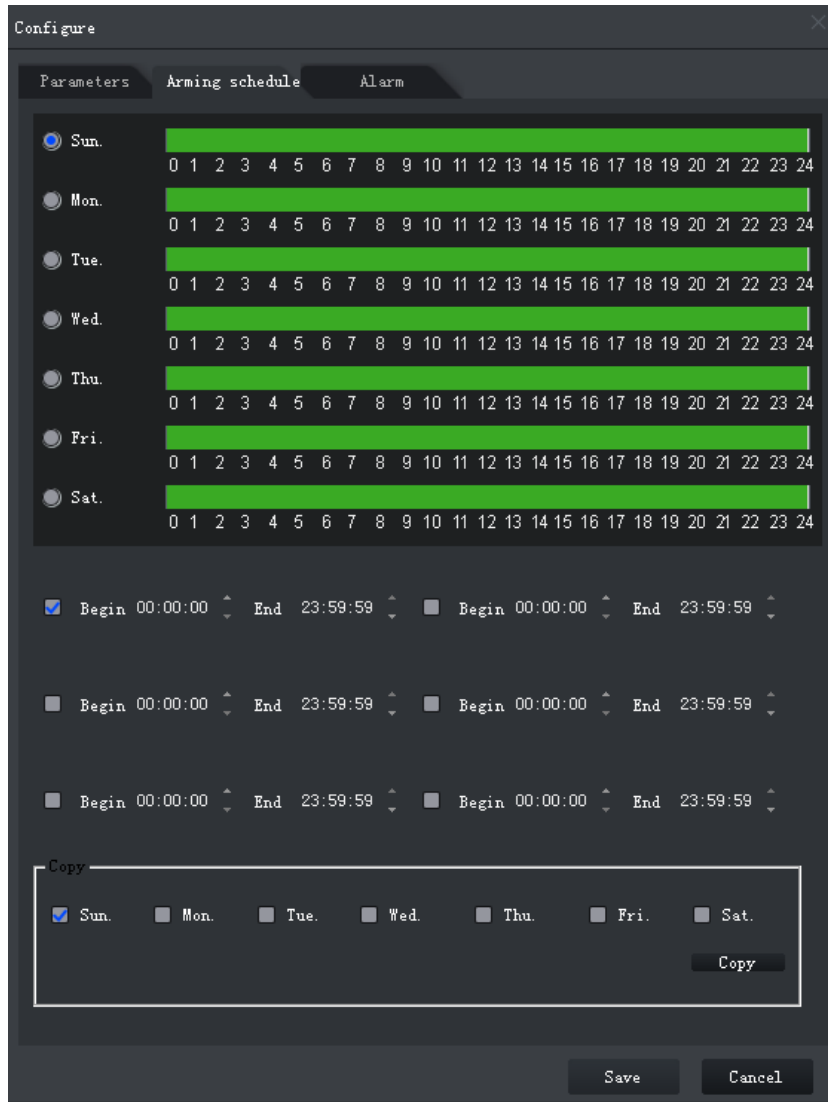 Configure
Parameters Arming schedule Alarm
Sun.
0 1 2 3 4 5 6 7 8 9 10 11 12 13 14 15 16 17 18 19 20 21 22 23 24
Mon.
0 1 2 3 4 5 6 7 8 9 10 11 12 13 14 15 16 17 18 19 20 21 22 23 24
Tue.
0 1 2 3 4 5 6 7 8 9 10 11 12 13 14 15 16 17 18 19 20 21 22 23 24
Wed.
0 1 2 3 4 5 6 7 8 9 10 11 12 13 14 15 16 17 18 19 20 21 22 23 24
Thu.
0 1 2 3 4 5 6 7 8 9 10 11 12 13 14 15 16 17 18 19 20 21 22 23 24
Fri.
0 1 2 3 4 5 6 7 8 9 10 11 12 13 14 15 16 17 18 19 20 21 22 23 24
Sat.
0 1 2 3 4 5 6 7 8 9 10 11 12 13 14 15 16 17 18 19 20 21 22 23 24
Begin 00:00:00 End 23:59:59 Begin 00:00:00 End 23:59:59
Begin 00:00:00 End 23:59:59 Begin 00:00:00 End 23:59:59
Begin 00:00:00 End 23:59:59 Begin 00:00:00 End 23:59:59
Copy
Sun. Mon. Tue. Wed. Thu. Fri. Sat.
Copy
Save Cancel